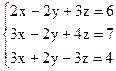 2x − 2y + 3z = 6
3x − 2y + 4z = 7
3x + 2y − 3z = 4